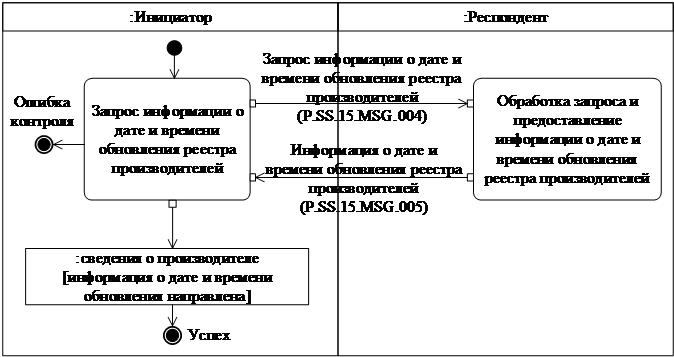 :Инициатор
:Респондент
Запрос информации о дате и
времени обновления реестра
производителей
(P.SS.15.MSG.004)
Ошибка
контроля
Запрос информации о
дате и времени
обновления реестра
производителей
Обработка запроса и
предоставление
информации о дате и
времени обновления
реестра производителей
Информация о дате и
времени обновления реестра
производителей
(P.SS.15.MSG.005)
:сведения о производителе
[информация о дате и времени
обновления направлена]
Успех